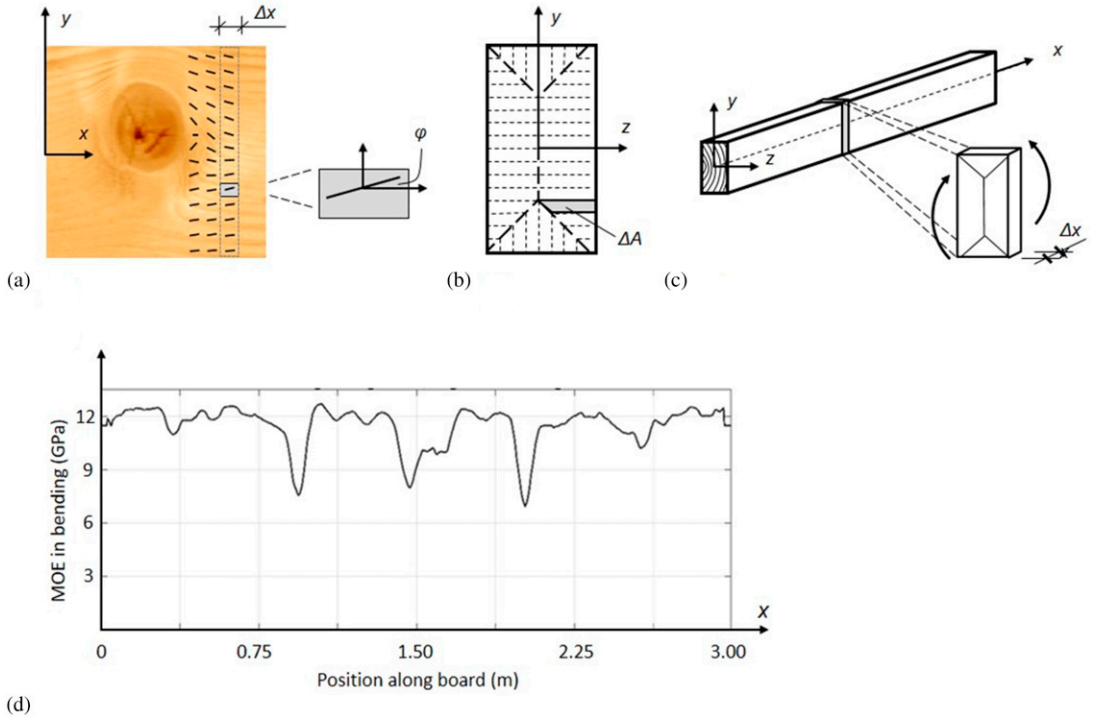 y
Δx
x
φ
(a)
y
z
ΔA
(b)
y
x
z
Δx
(c)
MOE in bending (GPa)
12
9
6
3
x
0 0.75 1.50 2.25 3.00
Position along board (m)
(d)